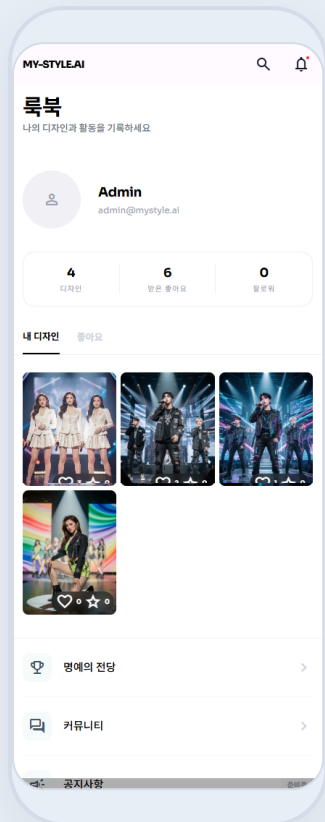 MY-STYLE.AI
룩북
나의 디자인과 활동을 기록하세요
Admin
admin@mystyle.ai
4 6 0
디자인 받은 좋아요 팔로워
내 디자인 좋아요
0 0
명예의 전당
커뮤니티
공지사항